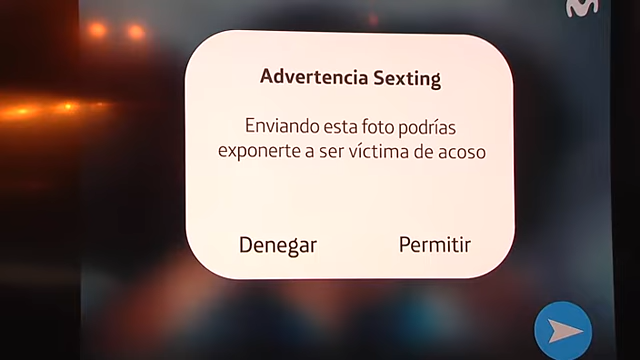 Advertencia Sexting
Enviando esta foto podrías
exponerte a ser víctima de acoso
Denegar
Permitir